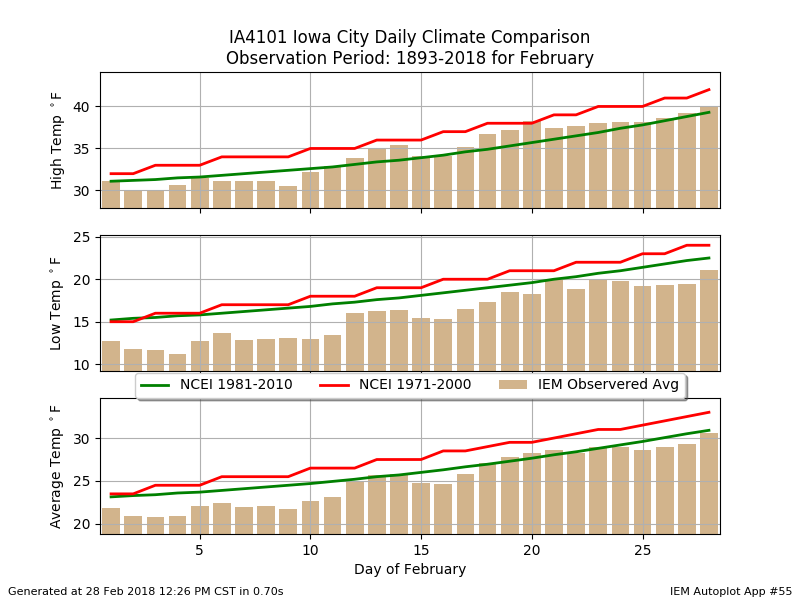 IA4101 Iowa City Daily Climate Comparison
Observation Period: 1893-2018 for February
High Temp °F
40
35
30
Low Temp °F
25
20
15
10
NCEI 1981-2010
NCEI 1971-2000
IEM Observered Avg
Average Temp °F
30
25
20
5
10
15
20
25
Day of February
Generated at 28 Feb 2018 12:26 PM CST in 0.70s
IEM Autoplot App #55